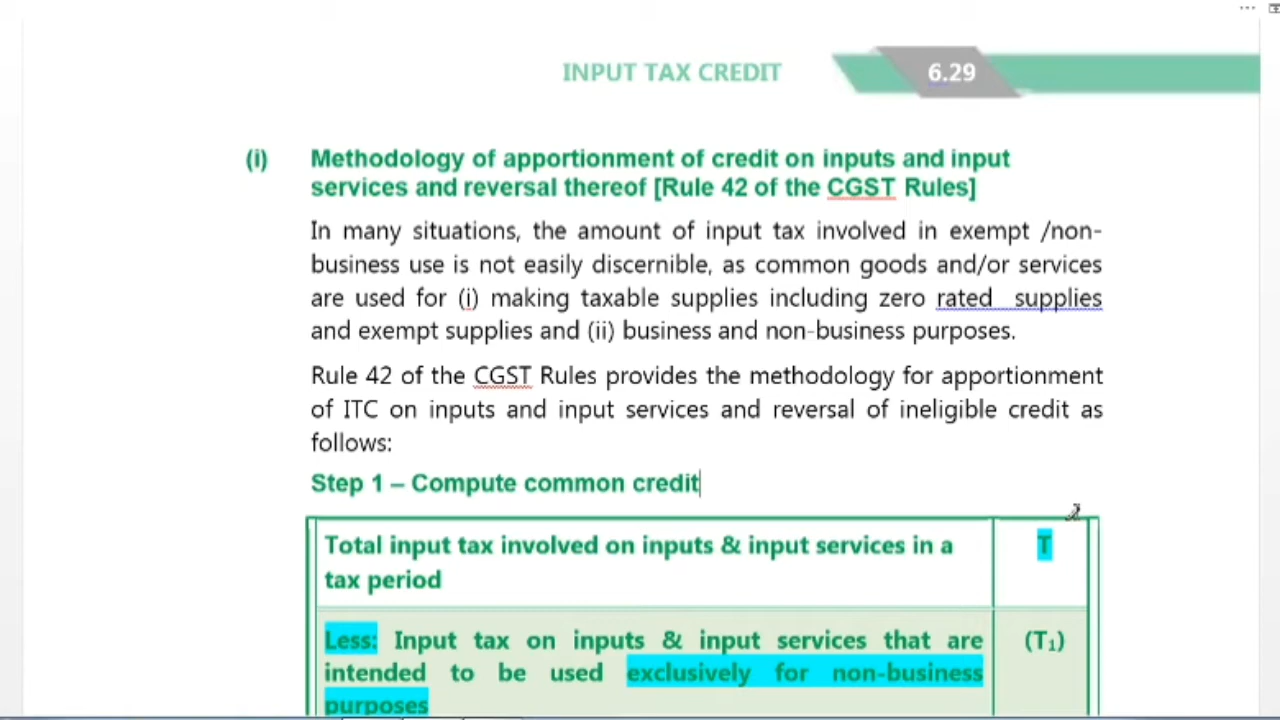 INPUT TAX CREDIT 6.29
(i) Methodology of apportionment of credit on inputs and input
services and reversal thereof [Rule 42 of the CGST Rules]
In many situations, the amount of input tax involved in exempt /non-
business use is not easily discernible, as common goods and/or services
are used for (i) making taxable supplies including zero rated supplies
and exempt supplies and (ii) business and non-business purposes.
Rule 42 of the CGST Rules provides the methodology for apportionment
of ITC on inputs and input services and reversal of ineligible credit as
follows:
Step 1 – Compute common credit
Total input tax involved on inputs & input services in a T
tax period
Less: Input tax on inputs & input services that are (T₁)
intended to be used exclusively for non-business
purposes